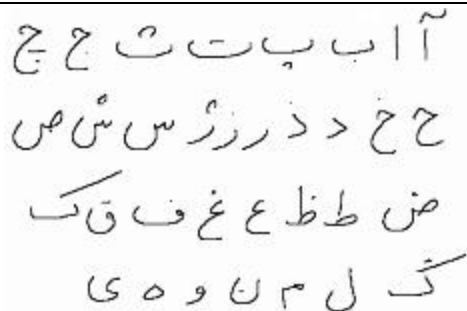 آ ا ب پ ت ث ج چ
ح خ د ذ ر ز ژ س ش ص
ض ط ظ ع غ ف ق ک
گ ل م ن و ه ی